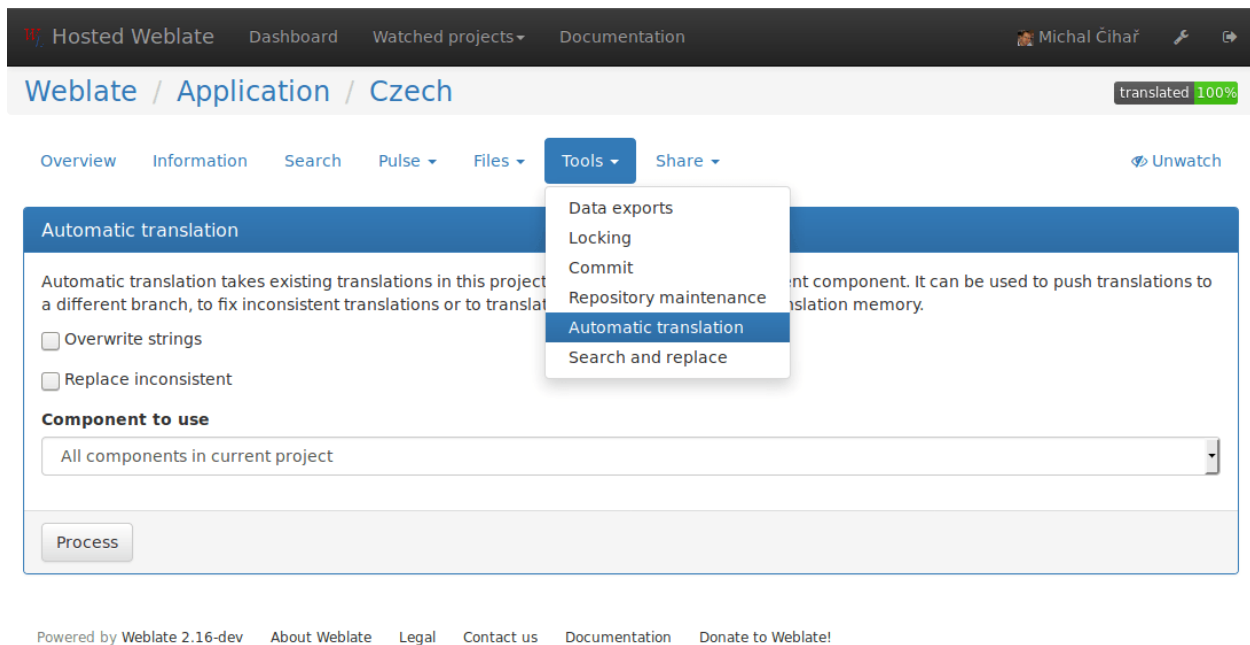 Hosted Weblate Dashboard Watched projects Documentation Michal Čihař
Weblate / Application / Czech translated 100%
Overview Information Search Pulse Files Tools Share Unwatch
Data exports
Locking
Commit
Repository maintenance
Automatic translation
Search and replace
Automatic translation
Automatic translation takes existing translations in this project nt component. It can be used to push translations to
a different branch, to fix inconsistent translations or to translat slation memory.
Overwrite strings
Replace inconsistent
Component to use
All components in current project
Process
Powered by Weblate 2.16-dev About Weblate Legal Contact us Documentation Donate to Weblate!